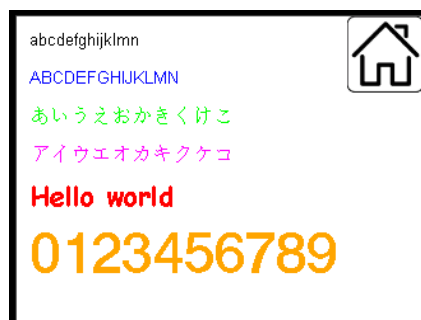 abcdefghijklmn
ABCDEFGHIJKLMN
あいうえおかきくけこ
アイウエオカキクケコ
Hello world
0123456789